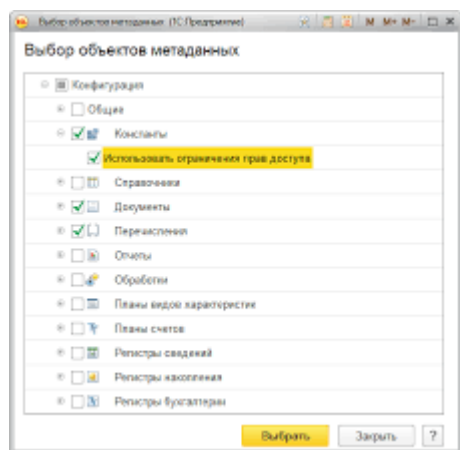 Выбор объектов метаданных (1С:Предприятие)
M M+ M-
Выбор объектов метаданных
Конфигурация
Общие
Константы
Использовать ограничения прав доступа
Справочники
Документы
Перечисления
Отчеты
Обработки
Планы видов характеристик
Планы счетов
Регистры сведений
Регистры накопления
Регистры бухгалтерии
Выбрать Закрыть ?